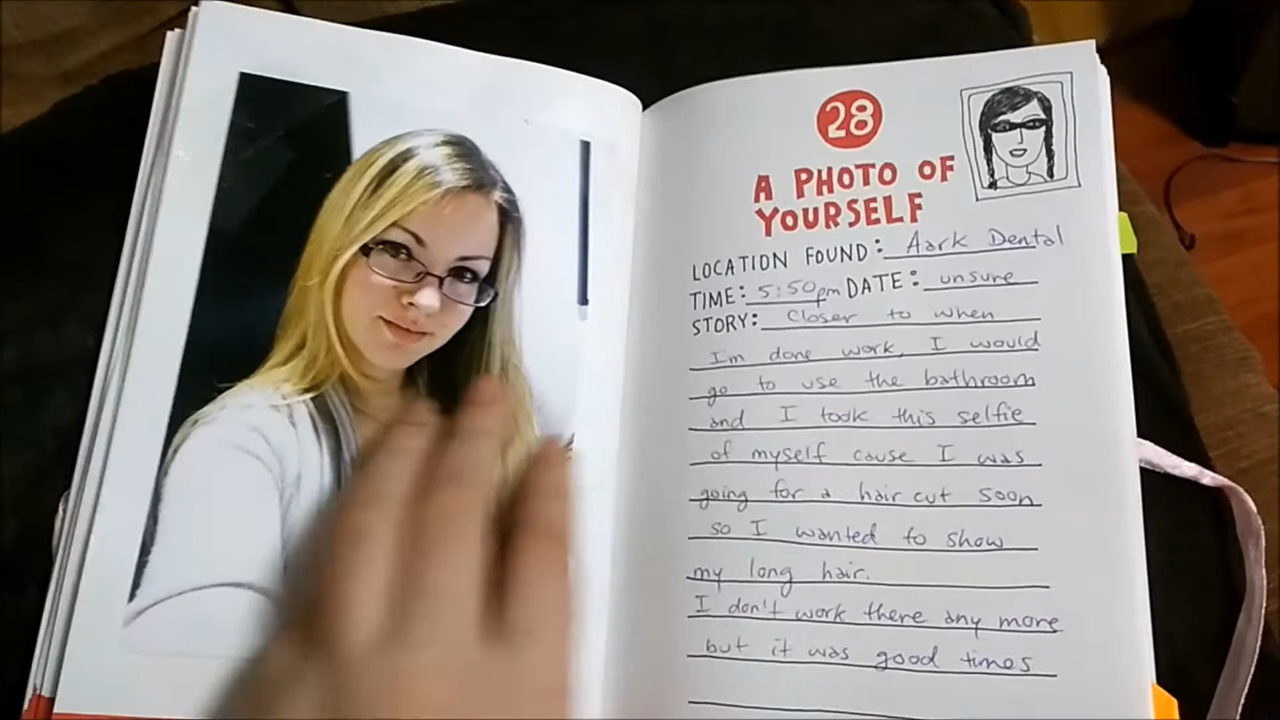 28
A PHOTO OF
YOURSELF
LOCATION FOUND: Aark Dental
TIME: 5:50pm DATE: unsure
STORY: Closer to when
Im done work, I would
go to use the bathroom
and I took this selfie
of myself cause I was
going for a hair cut soon
so I wanted to show
my long hair.
I don't work there any more
but it was good times